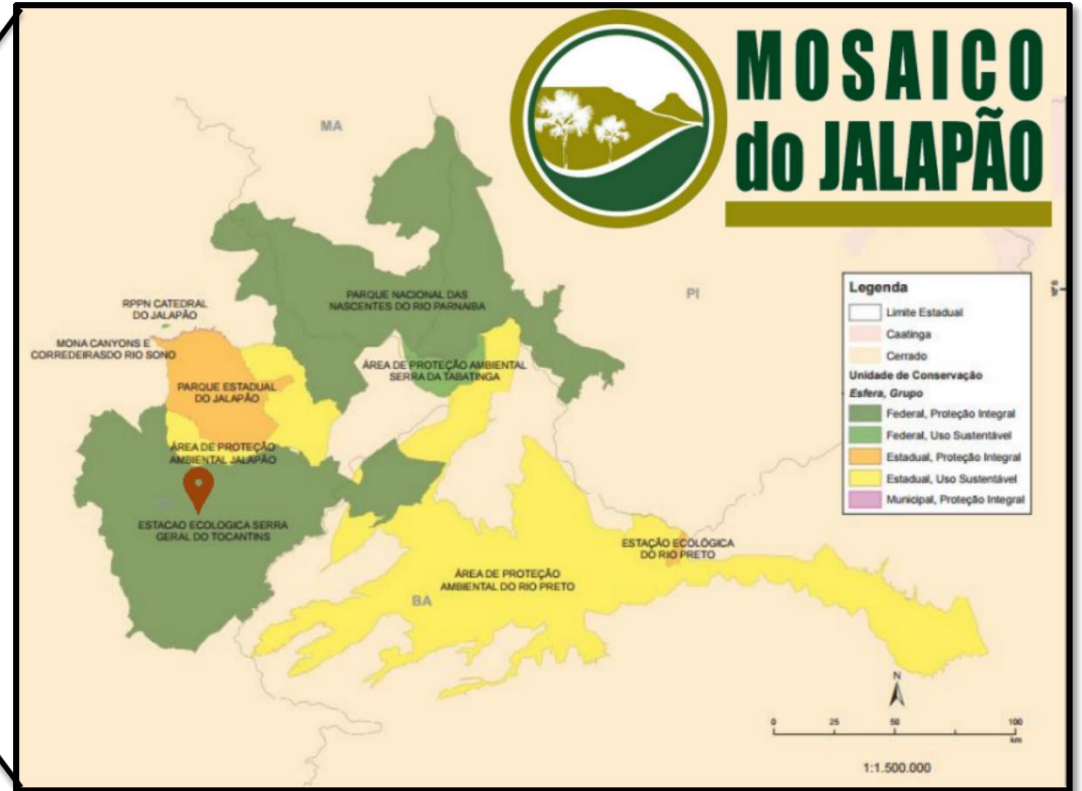 MOSAICO
do JALAPÃO
MA
PARQUE NACIONAL DAS
NASCENTES DO RIO PARNAIBA
PI
RPPN CATEDRAL
DO JALAPÃO
MONA CANYONS E
CORREDEIRASDO RIO SONO
ÁREA DE PROTEÇÃO AMBIENTAL
SERRA DA TABATINGA
PARQUE ESTADUAL
DO JALAPÃO
ÁREA DE PROTEÇÃO
AMBIENTAL JALAPÃO
ESTACAO ECOLOGICA SERRA
GERAL DO TOCANTINS
ESTAÇÃO ECOLÓGICA
DO RIO PRETO
ÁREA DE PROTEÇÃO
AMBIENTAL DO RIO PRETO
BA
Legenda
Limite Estadual
Caatinga
Cerrado
Unidade de Conservação
Esfera, Grupo
Federal, Proteção Integral
Federal, Uso Sustentável
Estadual, Proteção Integral
Estadual, Uso Sustentável
Municipal, Proteção Integral
N
0 25 50 100
km
1:1.500.000